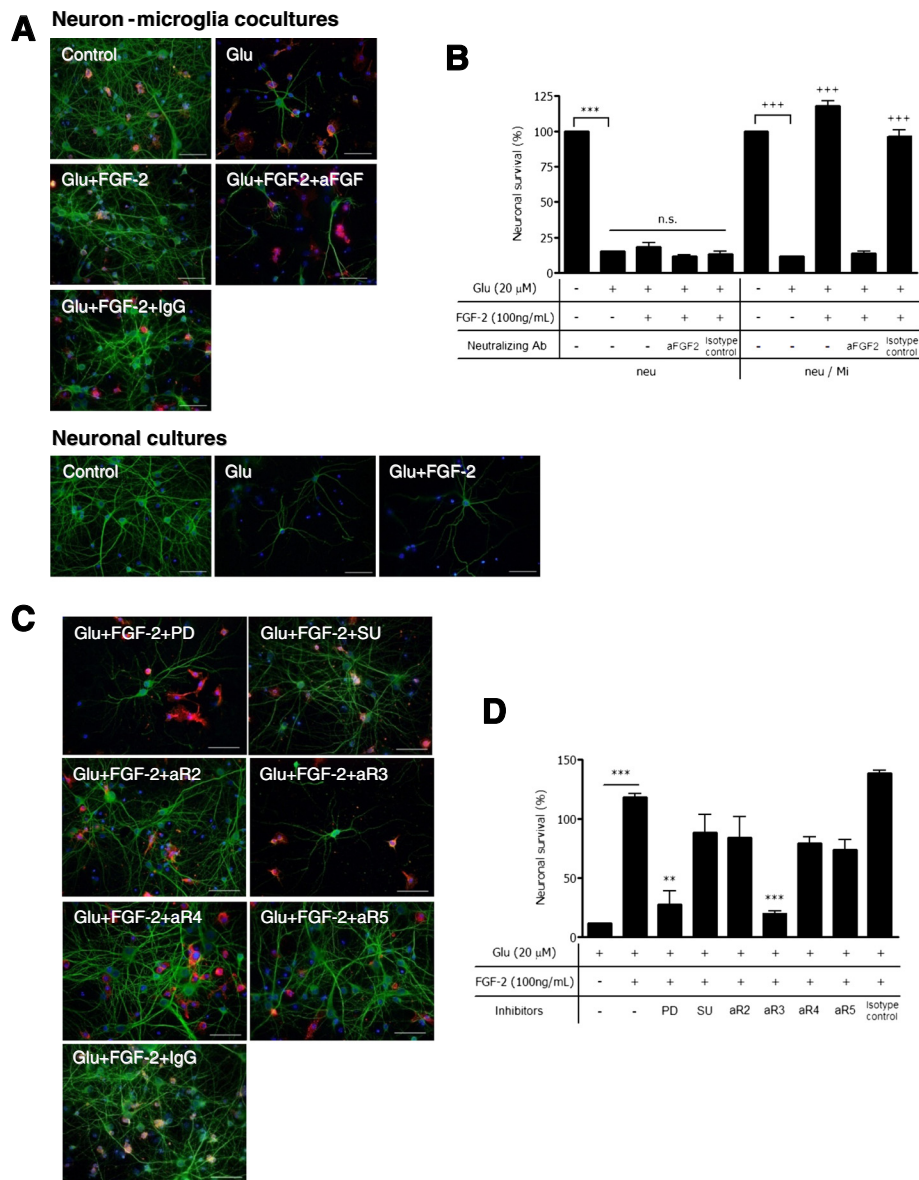 A
Neuron -microglia cocultures
Control
Glu
Glu+FGF-2
Glu+FGF-2+aFGF
Glu+FGF-2+IgG
Neuronal cultures
Control
Glu
Glu+FGF-2
B
Neuronal survival (%)
125
100
75
50
25
0
***
n.s.
+++
+++
+++
Glu (20 μM) - + + + + - + + + +
FGF-2 (100ng/mL) - - + + + - - + + +
Neutralizing Ab - - - aFGF2 Isotype control - - - aFGF2 Isotype control
neu neu / Mi
C
Glu+FGF-2+PD
Glu+FGF-2+SU
Glu+FGF-2+aR2
Glu+FGF-2+aR3
Glu+FGF-2+aR4
Glu+FGF-2+aR5
Glu+FGF-2+IgG
D
Neuronal survival (%)
150
100
50
0
***
**
***
Glu (20 μM) + + + + + + + + +
FGF-2 (100ng/mL) - + + + + + + + +
Inhibitors - - PD SU aR2 aR3 aR4 aR5 Isotype control